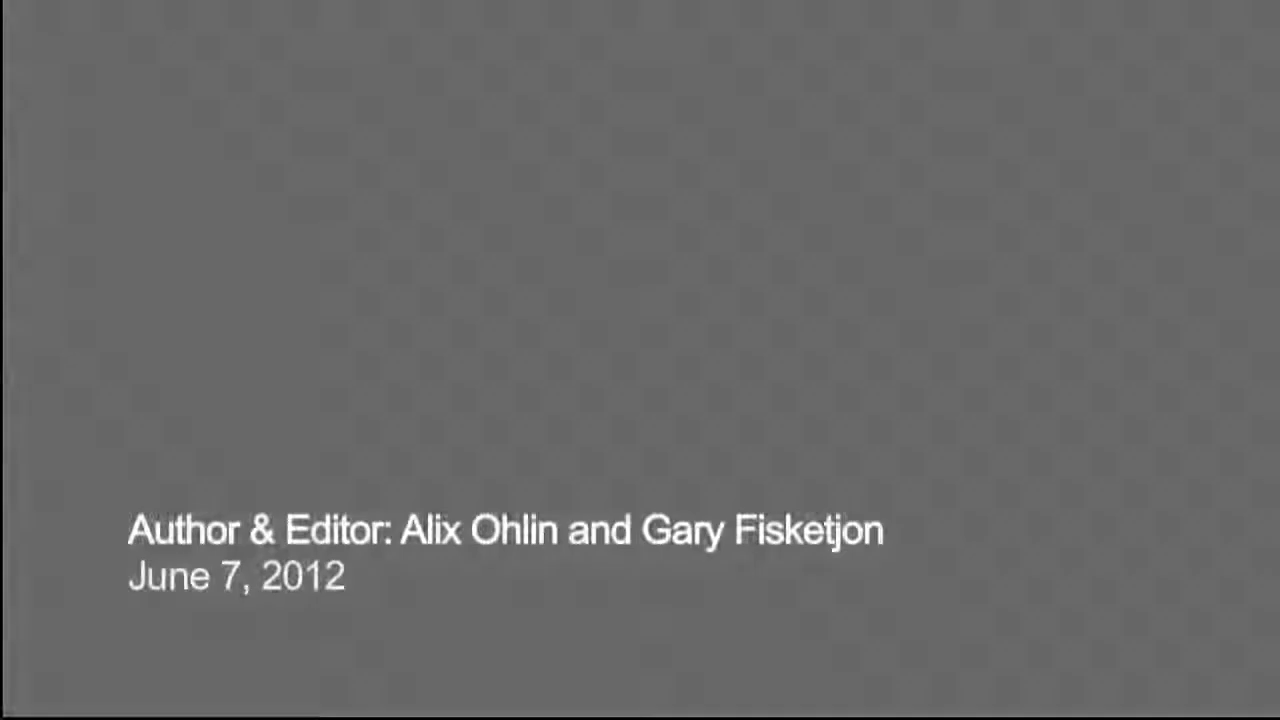 Author & Editor: Alix Ohlin and Gary Fisketjon
June 7, 2012